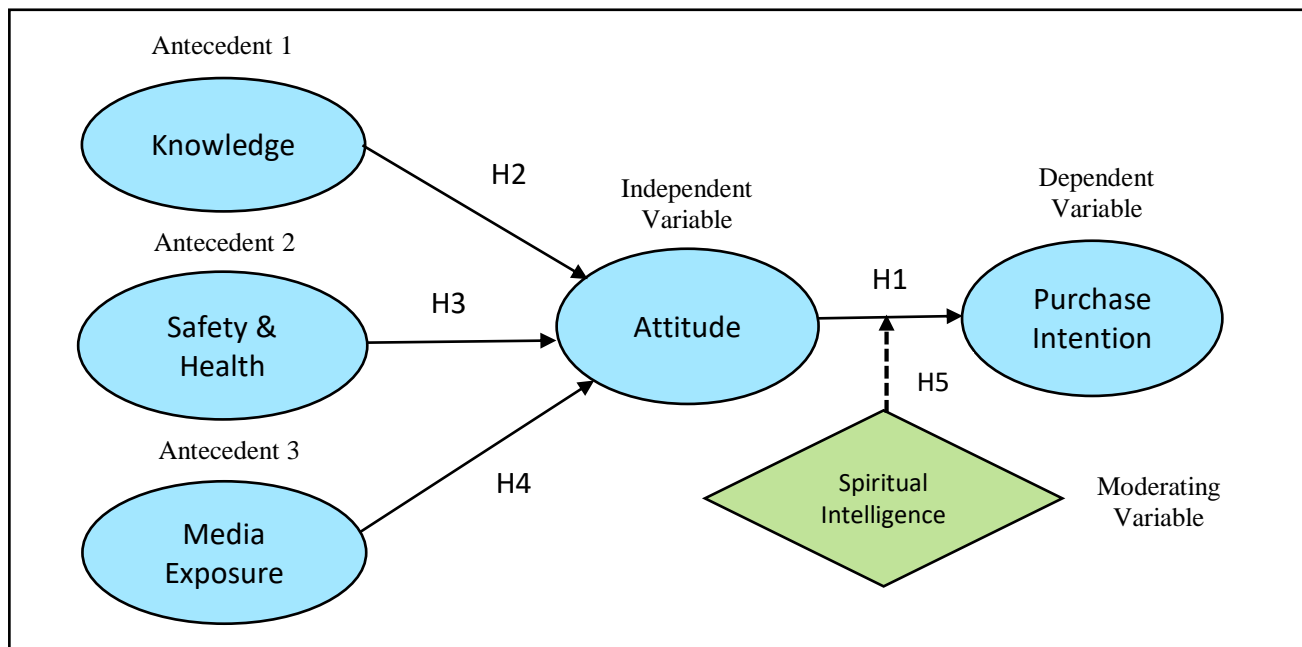 Antecedent 1
Knowledge
H2
Antecedent 2
Safety &
Health
H3
Antecedent 3
Media
Exposure
H4
Independent
Variable
Attitude
H1
Dependent
Variable
Purchase
Intention
H5
Spiritual
Intelligence
Moderating
Variable